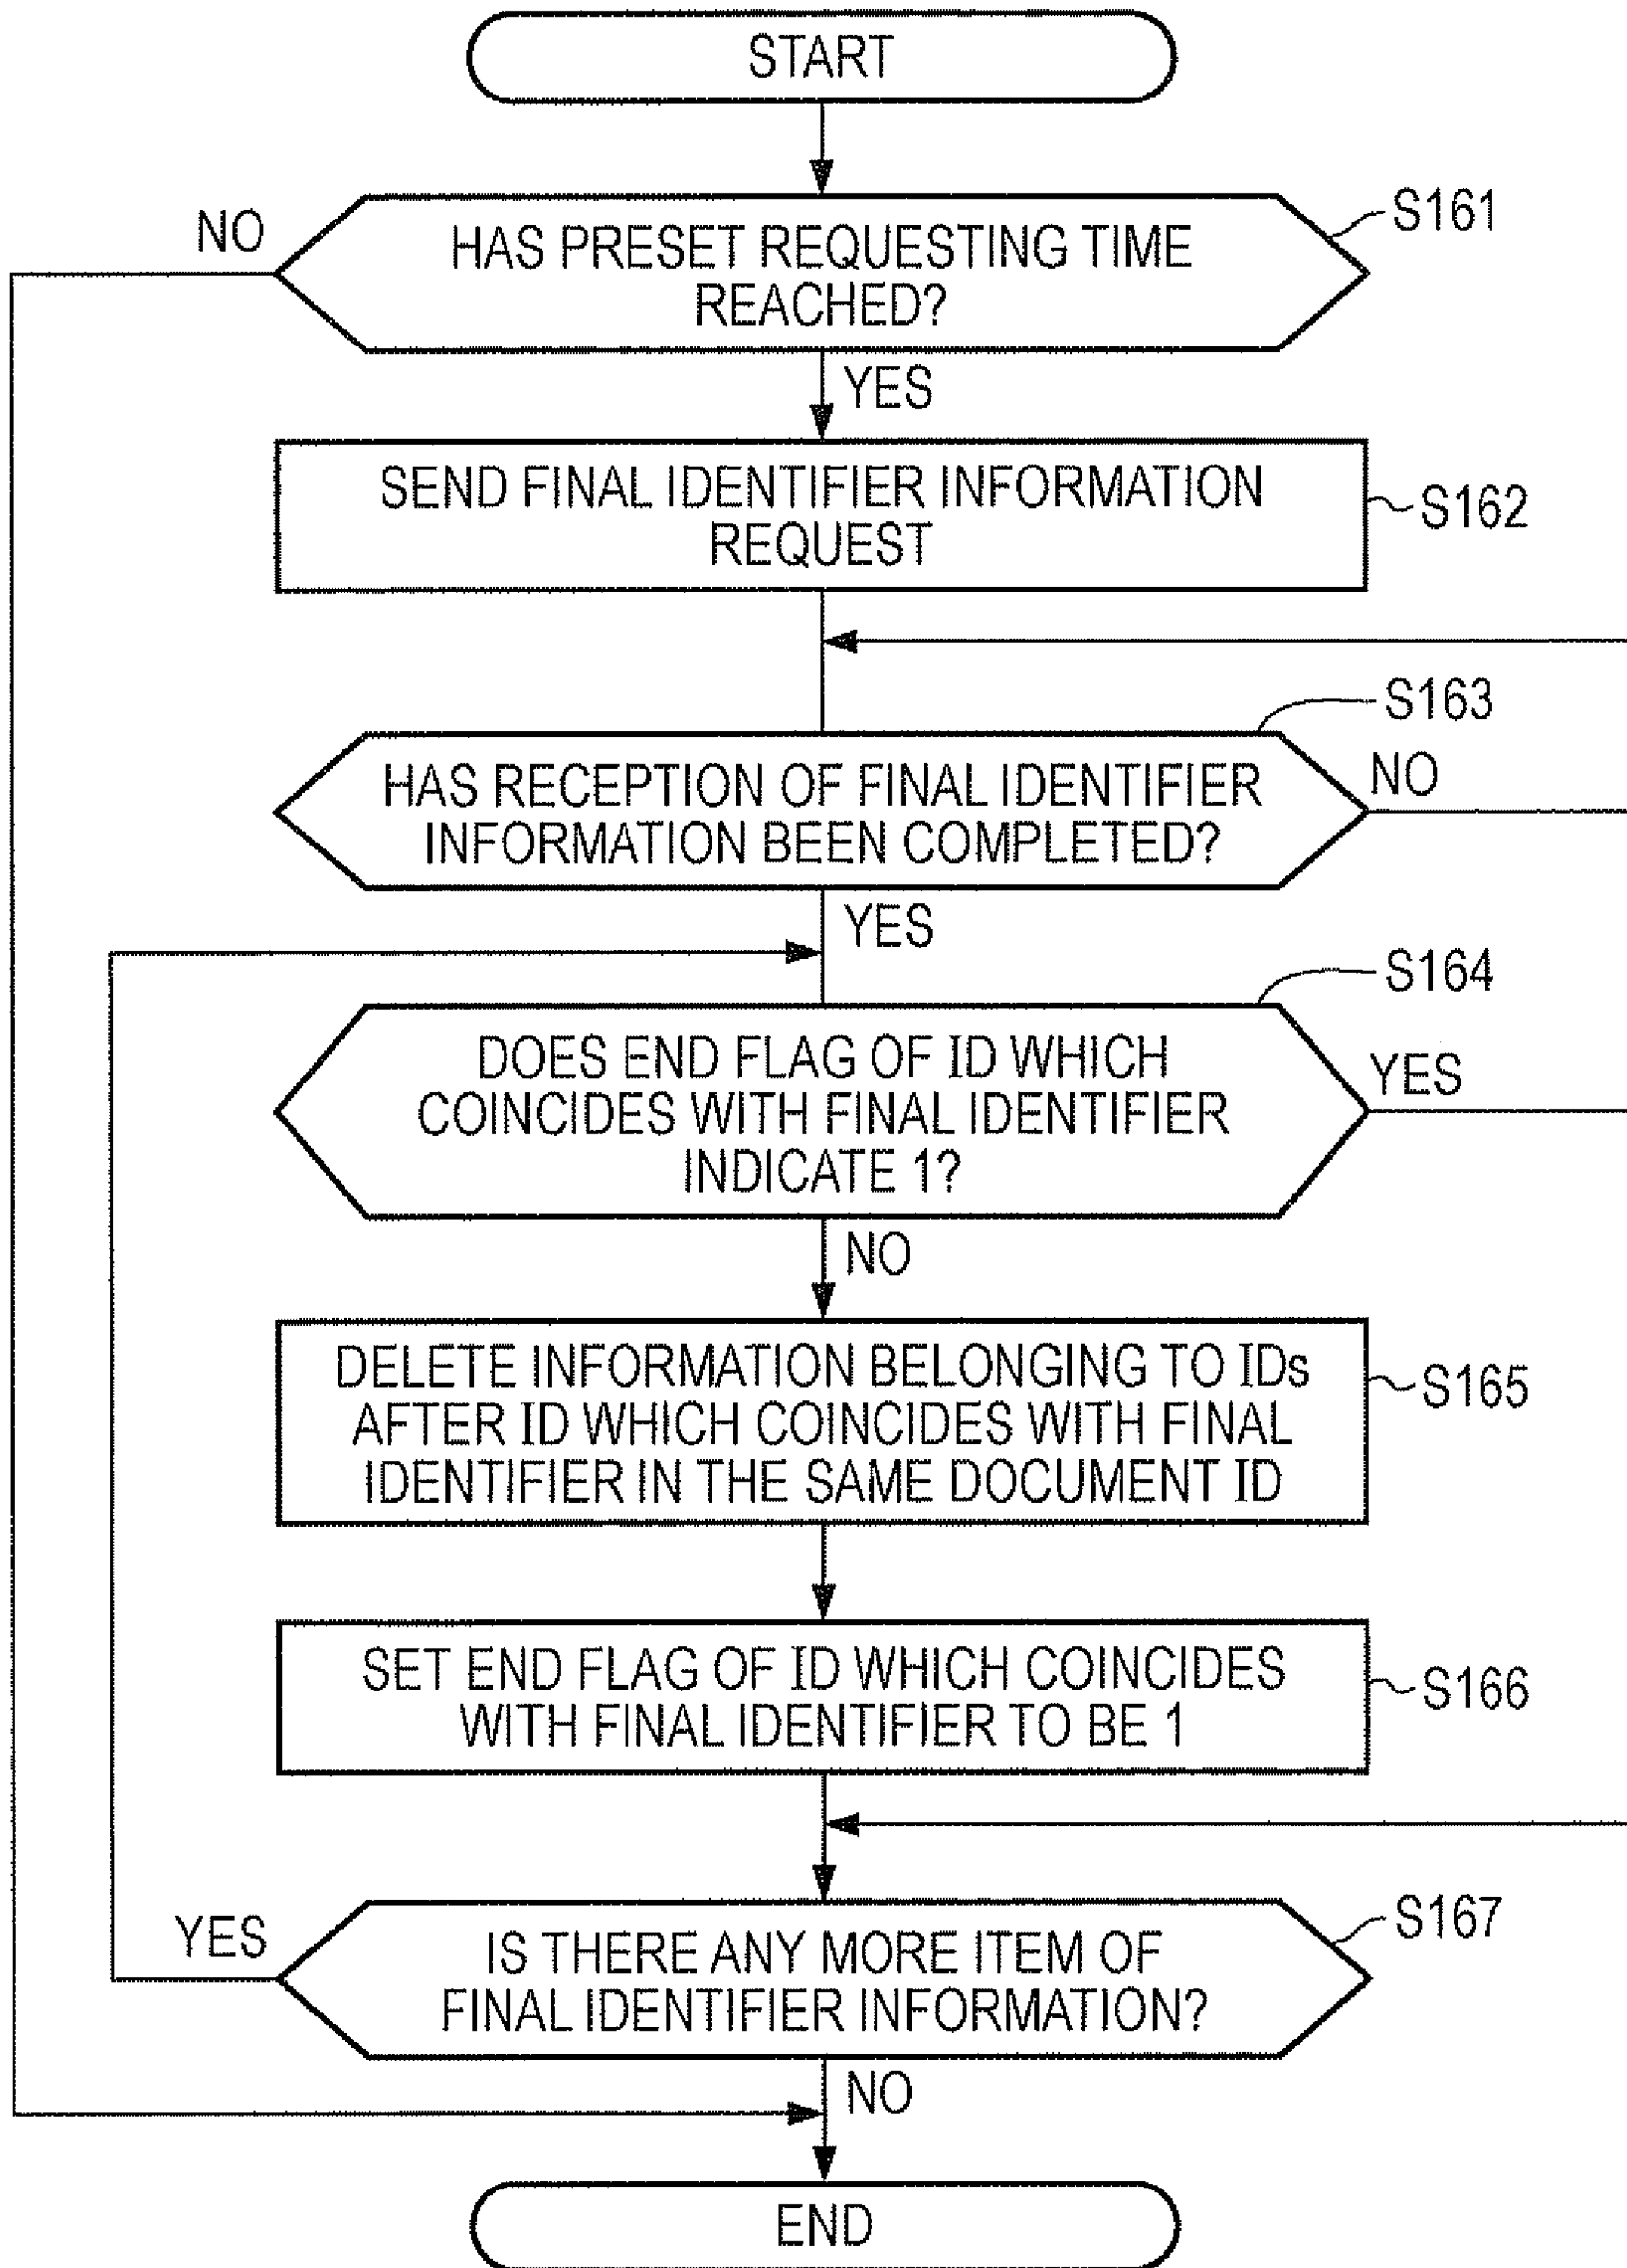 START
NO
HAS PRESET REQUESTING TIME
REACHED?
S161
YES
SEND FINAL IDENTIFIER INFORMATION
REQUEST
S162
S163
HAS RECEPTION OF FINAL IDENTIFIER
INFORMATION BEEN COMPLETED?
NO
YES
S164
DOES END FLAG OF ID WHICH
COINCIDES WITH FINAL IDENTIFIER
INDICATE 1?
YES
NO
DELETE INFORMATION BELONGING TO IDs
AFTER ID WHICH COINCIDES WITH FINAL
IDENTIFIER IN THE SAME DOCUMENT ID
S165
SET END FLAG OF ID WHICH COINCIDES
WITH FINAL IDENTIFIER TO BE 1
S166
S167
YES
IS THERE ANY MORE ITEM OF
FINAL IDENTIFIER INFORMATION?
NO
END